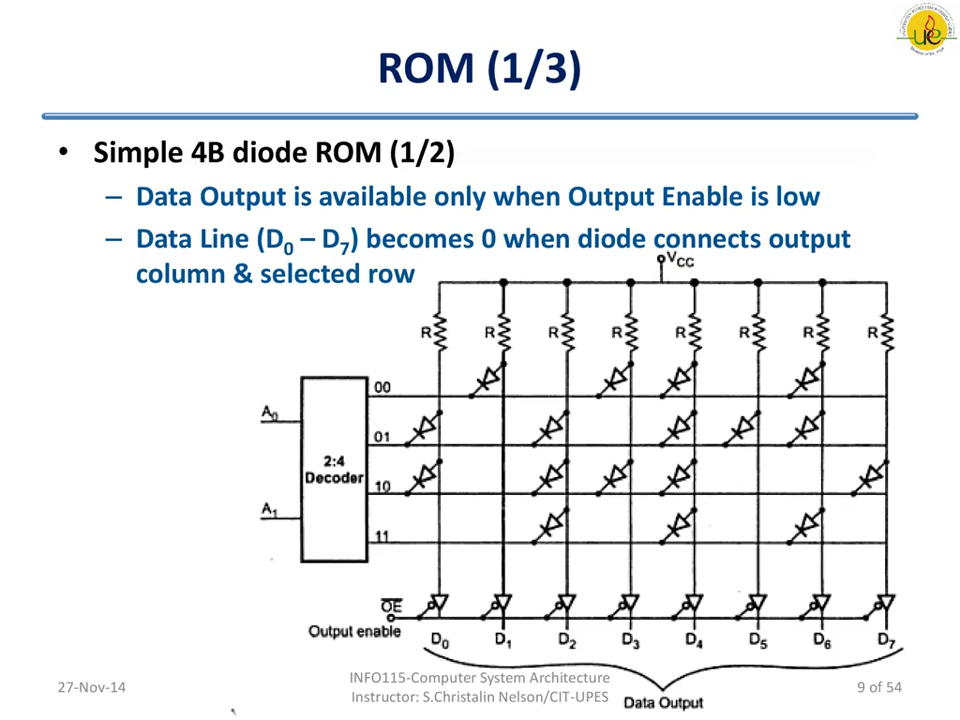 ROM (1/3)
• Simple 4B diode ROM (1/2)
– Data Output is available only when Output Enable is low
– Data Line (D0 – D7) becomes 0 when diode connects output
column & selected row
VCC
R R R R R R R R
00
A0
01
2:4
Decoder
10
A1
11
OE
Output enable
D0 D1 D2 D3 D4 D5 D6 D7
Data Output
27-Nov-14
INFO115-Computer System Architecture
Instructor: S.Christalin Nelson/CIT-UPES
9 of 54